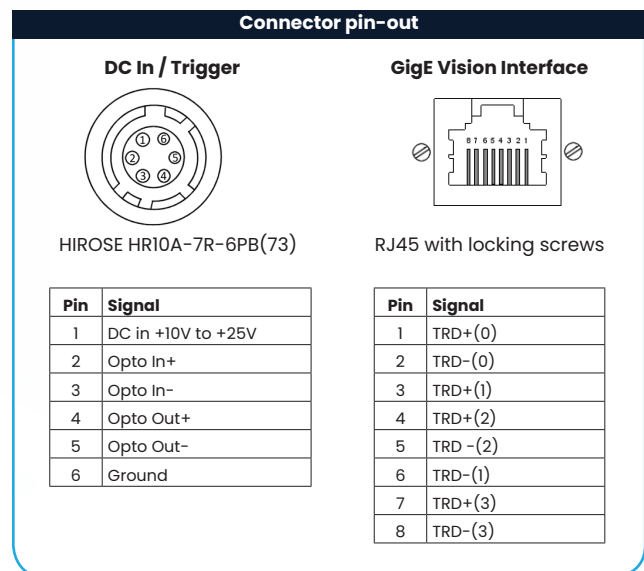 Connector pin-out
DC In / Trigger
1 6
2 5
3 4
HIROSE HR10A-7R-6PB(73)
Pin Signal
1 DC in +10V to +25V
2 Opto In+
3 Opto In-
4 Opto Out+
5 Opto Out-
6 Ground
GigE Vision Interface
8 7 6 5 4 3 2 1
RJ45 with locking screws
Pin Signal
1 TRD+(0)
2 TRD-(0)
3 TRD+(1)
4 TRD+(2)
5 TRD -(2)
6 TRD-(1)
7 TRD+(3)
8 TRD-(3)